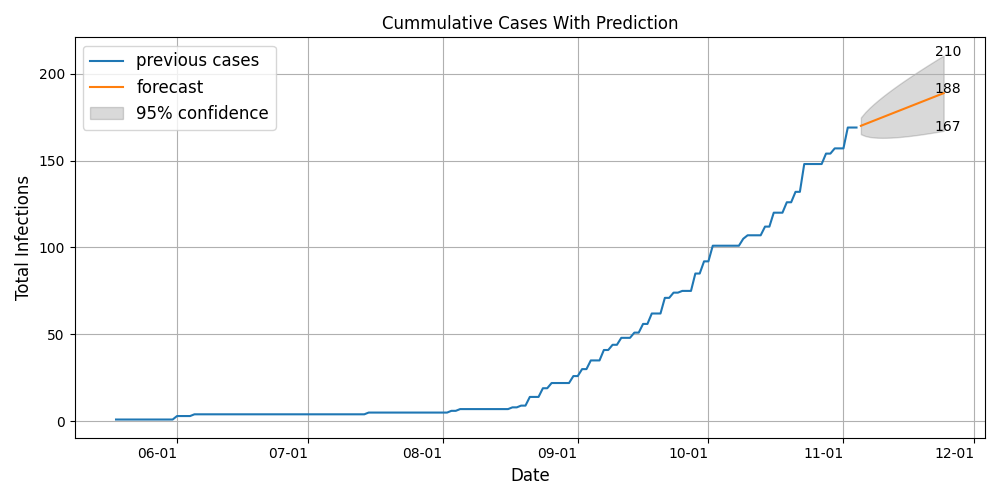 Cummulative Cases With Prediction
previous cases
forecast
95% confidence
210
188
167
200
150
100
50
0
Total Infections
06-01 07-01 08-01 09-01 10-01 11-01 12-01
Date